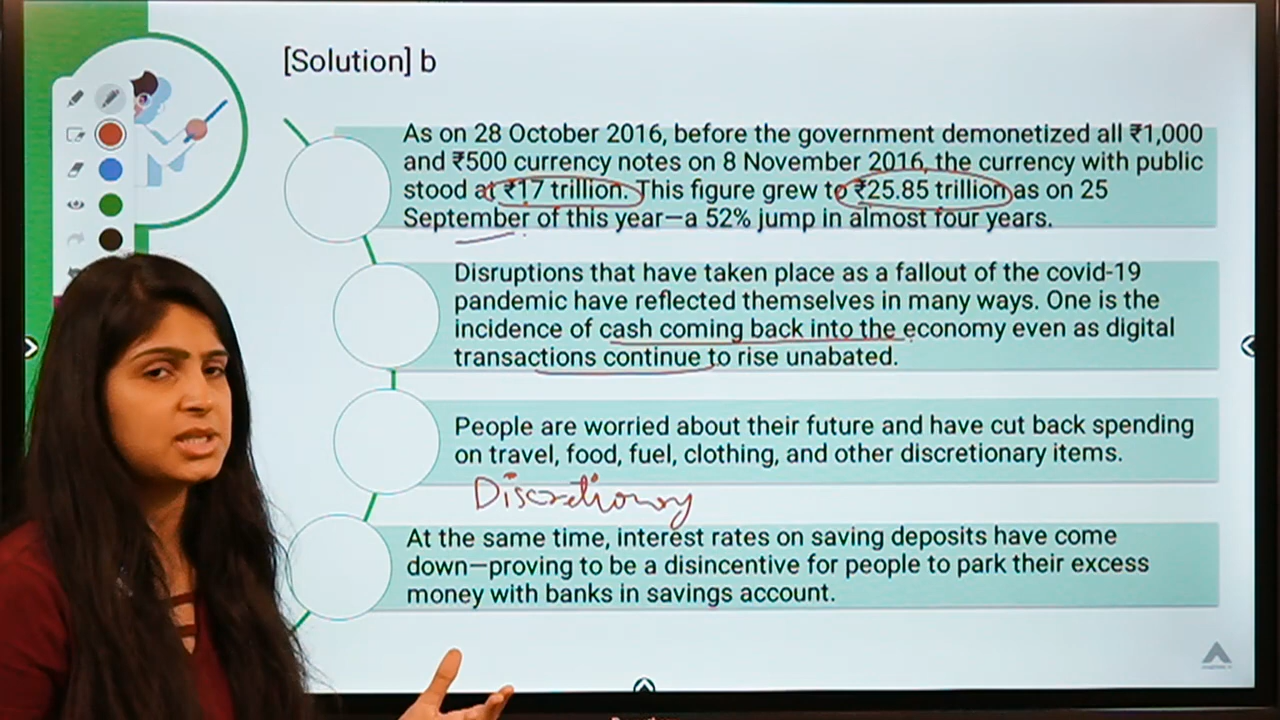 [Solution] b
As on 28 October 2016, before the government demonetized all ₹1,000
and ₹500 currency notes on 8 November 2016, the currency with public
stood at ₹17 trillion. This figure grew to ₹25.85 trillion as on 25
September of this year—a 52% jump in almost four years.
Disruptions that have taken place as a fallout of the covid-19
pandemic have reflected themselves in many ways. One is the
incidence of cash coming back into the economy even as digital
transactions continue to rise unabated.
People are worried about their future and have cut back spending
on travel, food, fuel, clothing, and other discretionary items.
Discretionary
At the same time, interest rates on saving deposits have come
down—proving to be a disincentive for people to park their excess
money with banks in savings account.